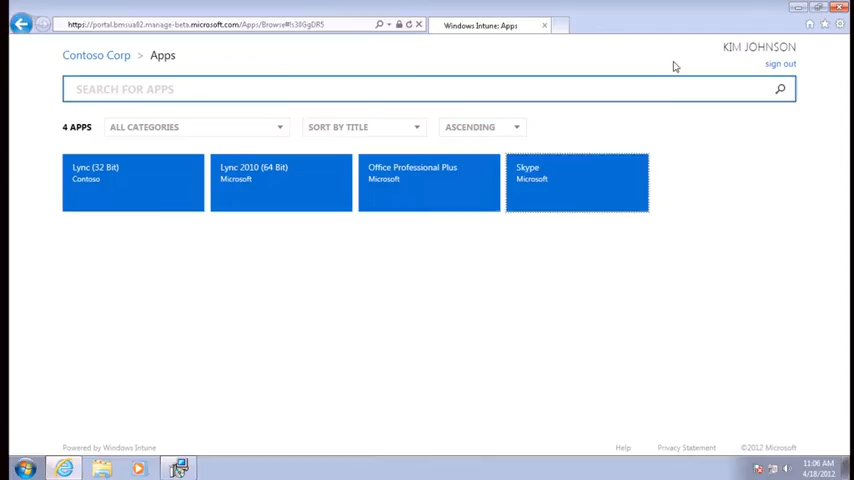 https://portal.bmsua02.manage-beta.microsoft.com/Apps/Browse#!s38GgDR5
Windows Intune: Apps
KIM JOHNSON
Contoso Corp > Apps
sign out
SEARCH FOR APPS
4 APPS ALL CATEGORIES SORT BY TITLE ASCENDING
Lync (32 Bit)
Contoso
Lync 2010 (64 Bit)
Microsoft
Office Professional Plus
Microsoft
Skype
Microsoft
Powered by Windows Intune
Help Privacy Statement ©2012 Microsoft
11:06 AM
4/18/2012